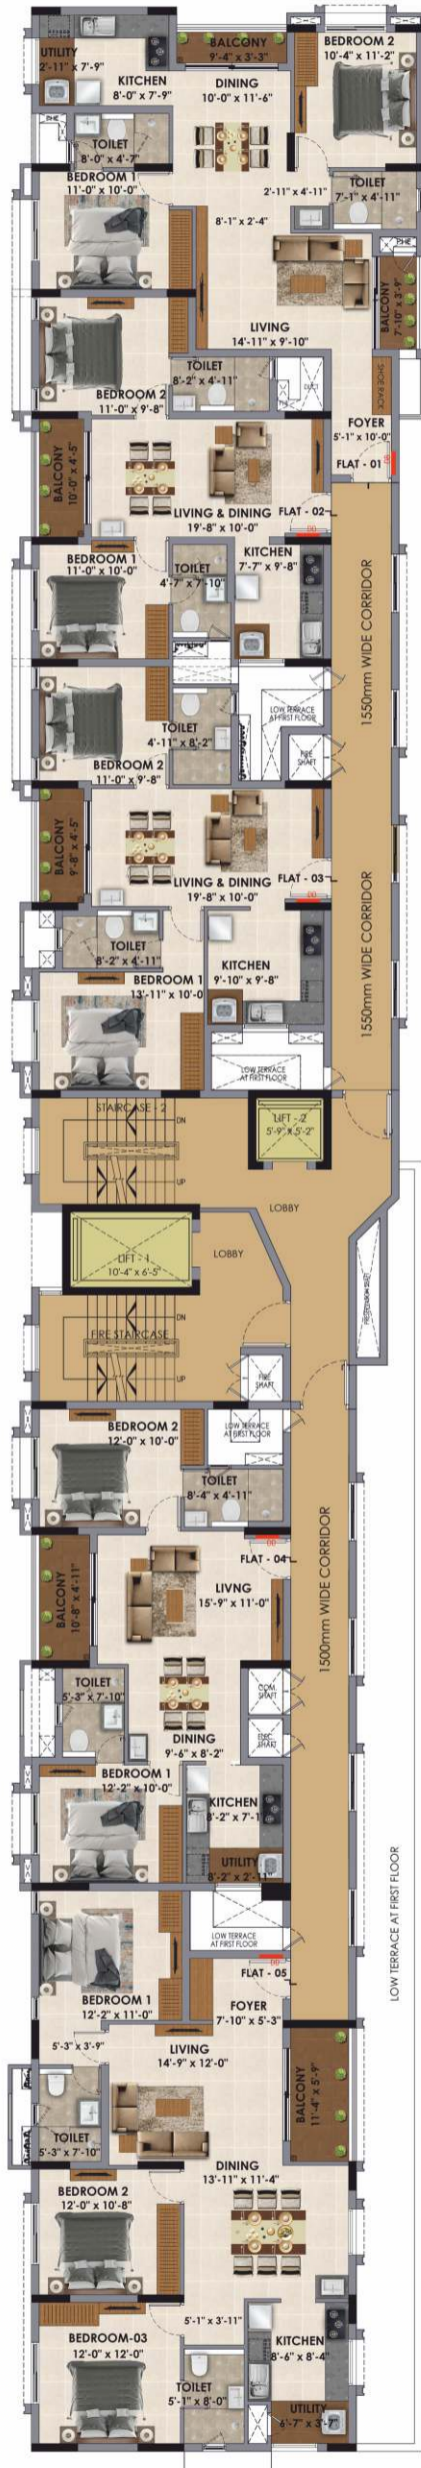 BALCONY
9'-4" x 3'-3"
BEDROOM 2
10'-4" x 11'-2"
UTILITY
2'-11" x 7'-9"
KITCHEN
8'-0" x 7'-9"
DINING
10'-0" x 11'-6"
TOILET
8'-0" x 4'-7"
BEDROOM 1
11'-0" x 10'-0"
2'-11" x 4'-11"
TOILET
7'-1" x 4'-11"
8'-1" x 2'-4"
BALCONY
7'-10" x 3'-9"
LIVING
14'-11" x 9'-10"
SHOE RACK
TOILET
8'-2" x 4'-11"
BEDROOM 2
11'-0" x 9'-8"
FOYER
5'-1" x 10'-0"
FLAT - 01
BALCONY
10'-0" x 4'-5"
LIVING & DINING
19'-8" x 10'-0"
FLAT - 02
BEDROOM 1
11'-0" x 10'-0"
TOILET
4'-7" x 7'-10"
KITCHEN
7'-7" x 9'-8"
1550mm WIDE CORRIDOR
LOW TERRACE
AT FIRST FLOOR
TOILET
4'-11" x 8'-2"
FIRE
SHAFT
BEDROOM 2
11'-0" x 9'-8"
BALCONY
9'-8" x 4'-5"
LIVING & DINING
19'-8" x 10'-0"
FLAT - 03
1550mm WIDE CORRIDOR
TOILET
8'-2" x 4'-11"
KITCHEN
9'-10" x 9'-8"
BEDROOM 1
13'-11" x 10'-0
LOW TERRACE
AT FIRST FLOOR
STAIRCASE - 2
DN
LIFT - 2
5'-9" x 5'-2"
UP
LOBBY
LOBBY
LIFT - 1
10'-4" x 6'-5"
DN
FIRE STAIRCASE
UP
FIRE
SHAFT
BEDROOM 2
12'-0" x 10'-0"
LOW TERRACE
AT FIRST FLOOR
TOILET
8'-4" x 4'-11"
FLAT - 04
BALCONY
10'-8" x 4'-11"
LIVNG
15'-9" x 11'-0"
1500mm WIDE CORRIDOR
TOILET
5'-3" x 7'-10"
COM.
SHAFT
DINING
9'-6" x 8'-2"
ELEC.
SHAFT
BEDROOM 1
12'-2" x 10'-0"
KITCHEN
8'-2" x 7'-1
UTILITY
8'-2" x 2'-11"
LOW TERRACE
AT FIRST FLOOR
LOW TERRACE AT FIRST FLOOR
FLAT - 05
BEDROOM 1
12'-2" x 11'-0"
FOYER
7'-10" x 5'-3"
5'-3" x 3'-9"
LIVING
14'-9" x 12'-0"
BALCONY
11'-4" x 5'-9"
TOILET
5'-3" x 7'-10"
DINING
13'-11" x 11'-4"
BEDROOM 2
12'-0" x 10'-8"
5'-1" x 3'-11"
BEDROOM-03
12'-0" x 12'-0"
KITCHEN
8'-6" x 8'-4"
TOILET
5'-1" x 8'-0"
UTILITY
6'-7" x 3'-7"